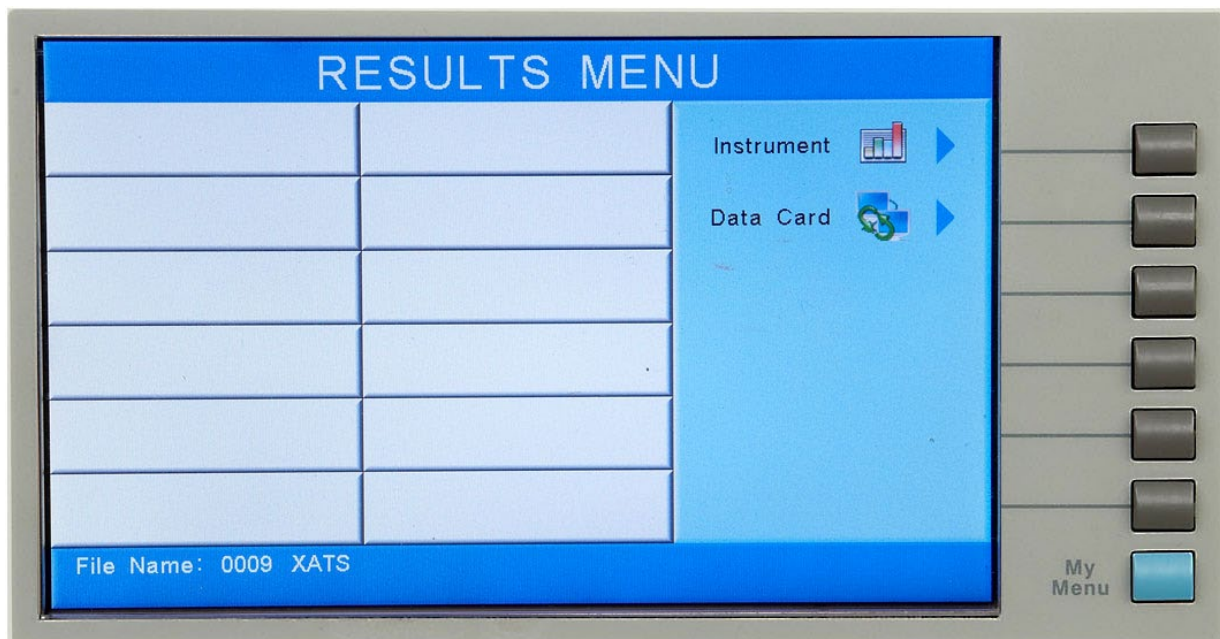 RESULTS MENU
Instrument
Data Card
File Name: 0009 XATS
My
Menu